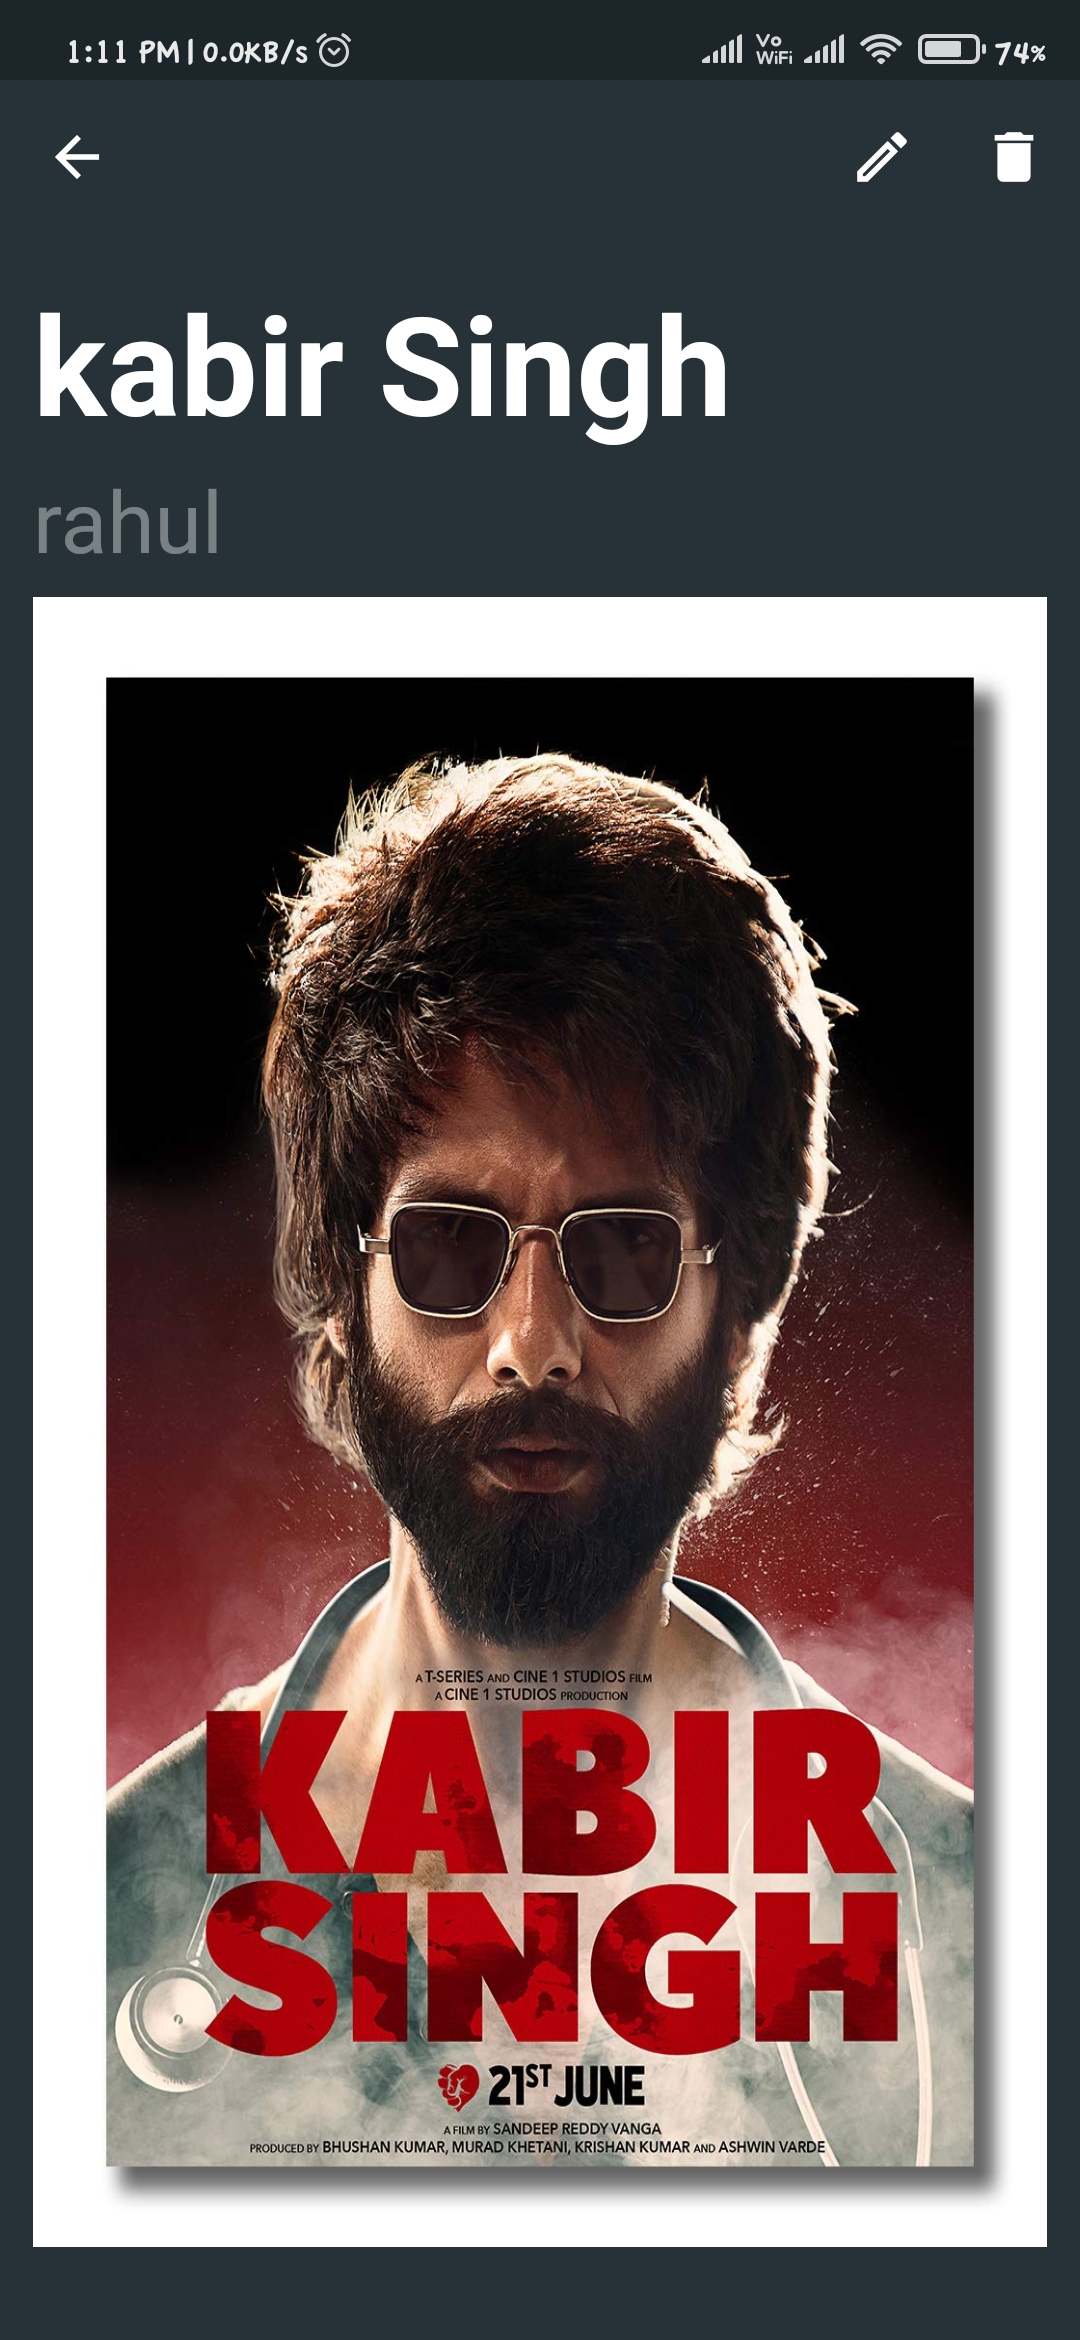 1:11 PM | 0.0KB/s Vo WiFi 74%
kabir Singh
rahul
A T-SERIES AND CINE 1 STUDIOS FILM
A CINE 1 STUDIOS PRODUCTION
KABIR
SINGH
21ST JUNE
A FILM BY SANDEEP REDDY VANGA
PRODUCED BY BHUSHAN KUMAR, MURAD KHETANI, KRISHAN KUMAR AND ASHWIN VARDE